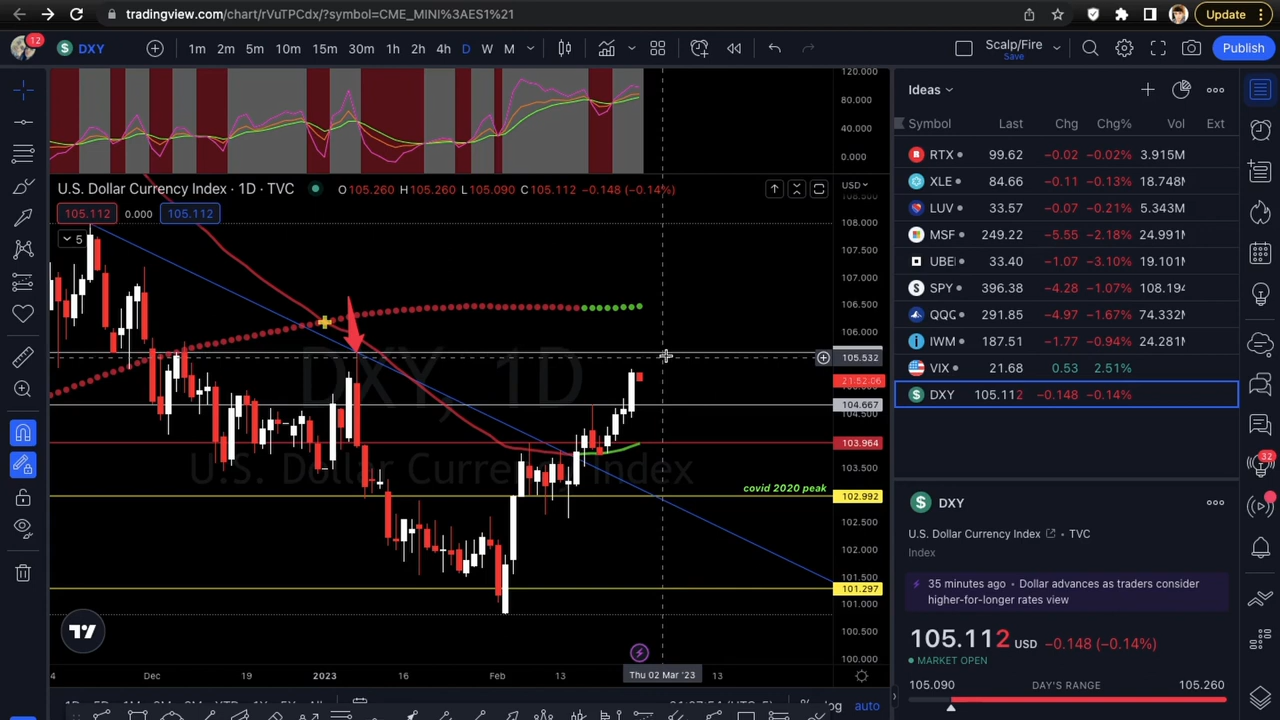 tradingview.com/chart/rVuTPCdx/?symbol=CME_MINI%3AES1%21
Update
12
DXY
1m 2m 5m 10m 15m 30m 1h 2h 4h D W M
Scalp/Fire
Save
Publish
120.000
80.000
40.000
0.000
U.S. Dollar Currency Index · 1D · TVC
O105.260 H105.260 L105.090 C105.112 −0.148 (−0.14%)
USD
105.112 0.000 105.112
5
108.000
107.500
107.000
106.500
106.000
105.532
104.667
104.500
103.964
103.500
covid 2020 peak
102.992
102.500
102.000
101.500
101.297
101.000
100.500
100.000
DXY, 1D
U.S. Dollar Currency Index
4 Dec 19 2023 16 Feb 13 Thu 02 Mar '23 13
auto
Ideas
Symbol Last Chg Chg% Vol Ext
RTX 99.62 −0.02 −0.02% 3.915M
XLE 84.66 −0.11 −0.13% 18.748M
LUV 33.57 −0.07 −0.21% 5.343M
MSF 249.22 −5.55 −2.18% 24.991M
UBE 33.40 −1.07 −3.10% 19.101M
SPY 396.38 −4.28 −1.07% 108.194
QQQ 291.85 −4.97 −1.67% 74.332M
IWM 187.51 −1.77 −0.94% 24.281M
VIX 21.68 0.53 2.51%
DXY 105.112 −0.148 −0.14%
32
DXY
U.S. Dollar Currency Index · TVC
Index
35 minutes ago · Dollar advances as traders consider
higher-for-longer rates view
105.112 USD −0.148 (−0.14%)
MARKET OPEN
105.090 DAY'S RANGE 105.260